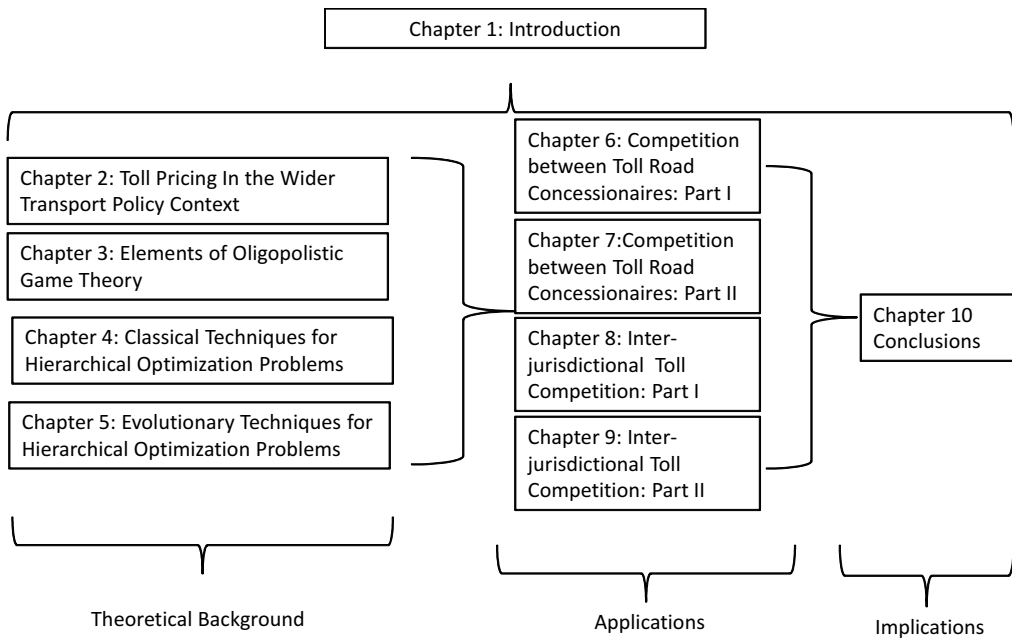 Chapter 1: Introduction
Chapter 2: Toll Pricing In the Wider
Transport Policy Context
Chapter 3: Elements of Oligopolistic
Game Theory
Chapter 4: Classical Techniques for
Hierarchical Optimization Problems
Chapter 5: Evolutionary Techniques for
Hierarchical Optimization Problems
Chapter 6: Competition
between Toll Road
Concessionaires: Part I
Chapter 7:Competition
between Toll Road
Concessionaires: Part II
Chapter 8: Inter-
jurisdictional Toll
Competition: Part I
Chapter 9: Inter-
jurisdictional Toll
Competition: Part II
Chapter 10
Conclusions
Theoretical Background
Applications
Implications